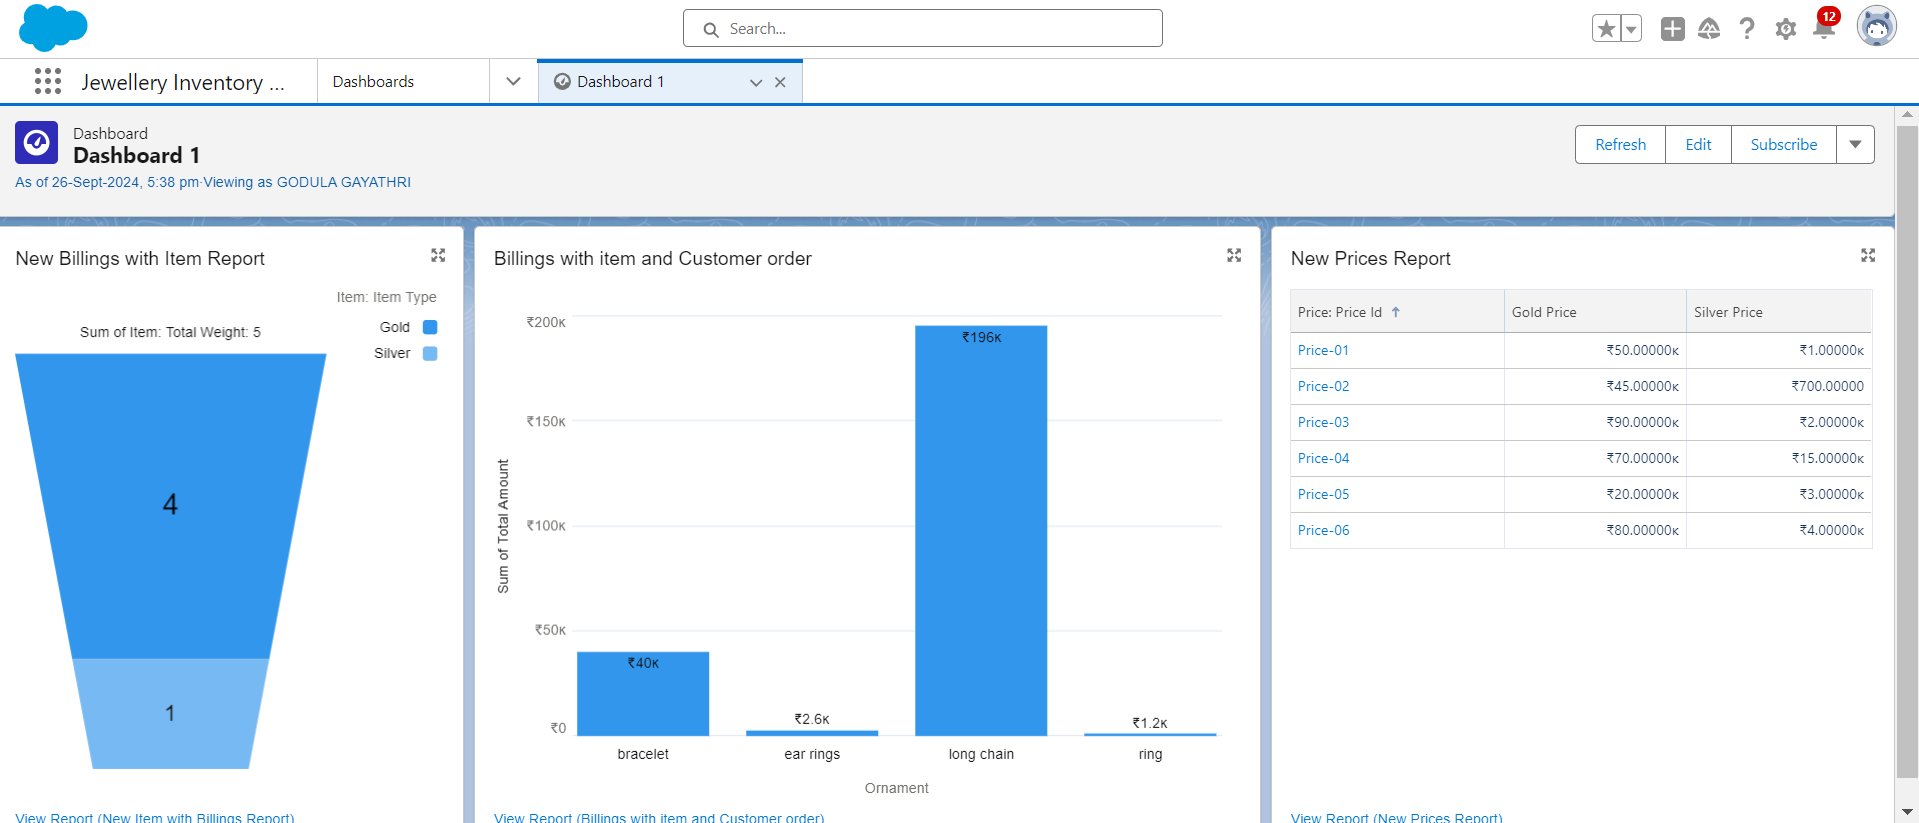 Search...
12
Jewellery Inventory ...
Dashboards
Dashboard 1
Dashboard
Dashboard 1
As of 26-Sept-2024, 5:38 pm·Viewing as GODULA GAYATHRI
Refresh
Edit
Subscribe
New Billings with Item Report
Item: Item Type
Gold
Silver
Sum of Item: Total Weight: 5
4
1
View Report (New Item with Billings Report)
Billings with item and Customer order
Sum of Total Amount
₹200K
₹150K
₹100K
₹50K
₹0
₹40K
₹2.6K
₹196K
₹1.2K
bracelet
ear rings
long chain
ring
Ornament
View Report (Billings with item and Customer order)
New Prices Report
Price: Price Id ↑ Gold Price Silver Price
Price-01 ₹50.00000K ₹1.00000K
Price-02 ₹45.00000K ₹700.00000
Price-03 ₹90.00000K ₹2.00000K
Price-04 ₹70.00000K ₹15.00000K
Price-05 ₹20.00000K ₹3.00000K
Price-06 ₹80.00000K ₹4.00000K
View Report (New Prices Report)